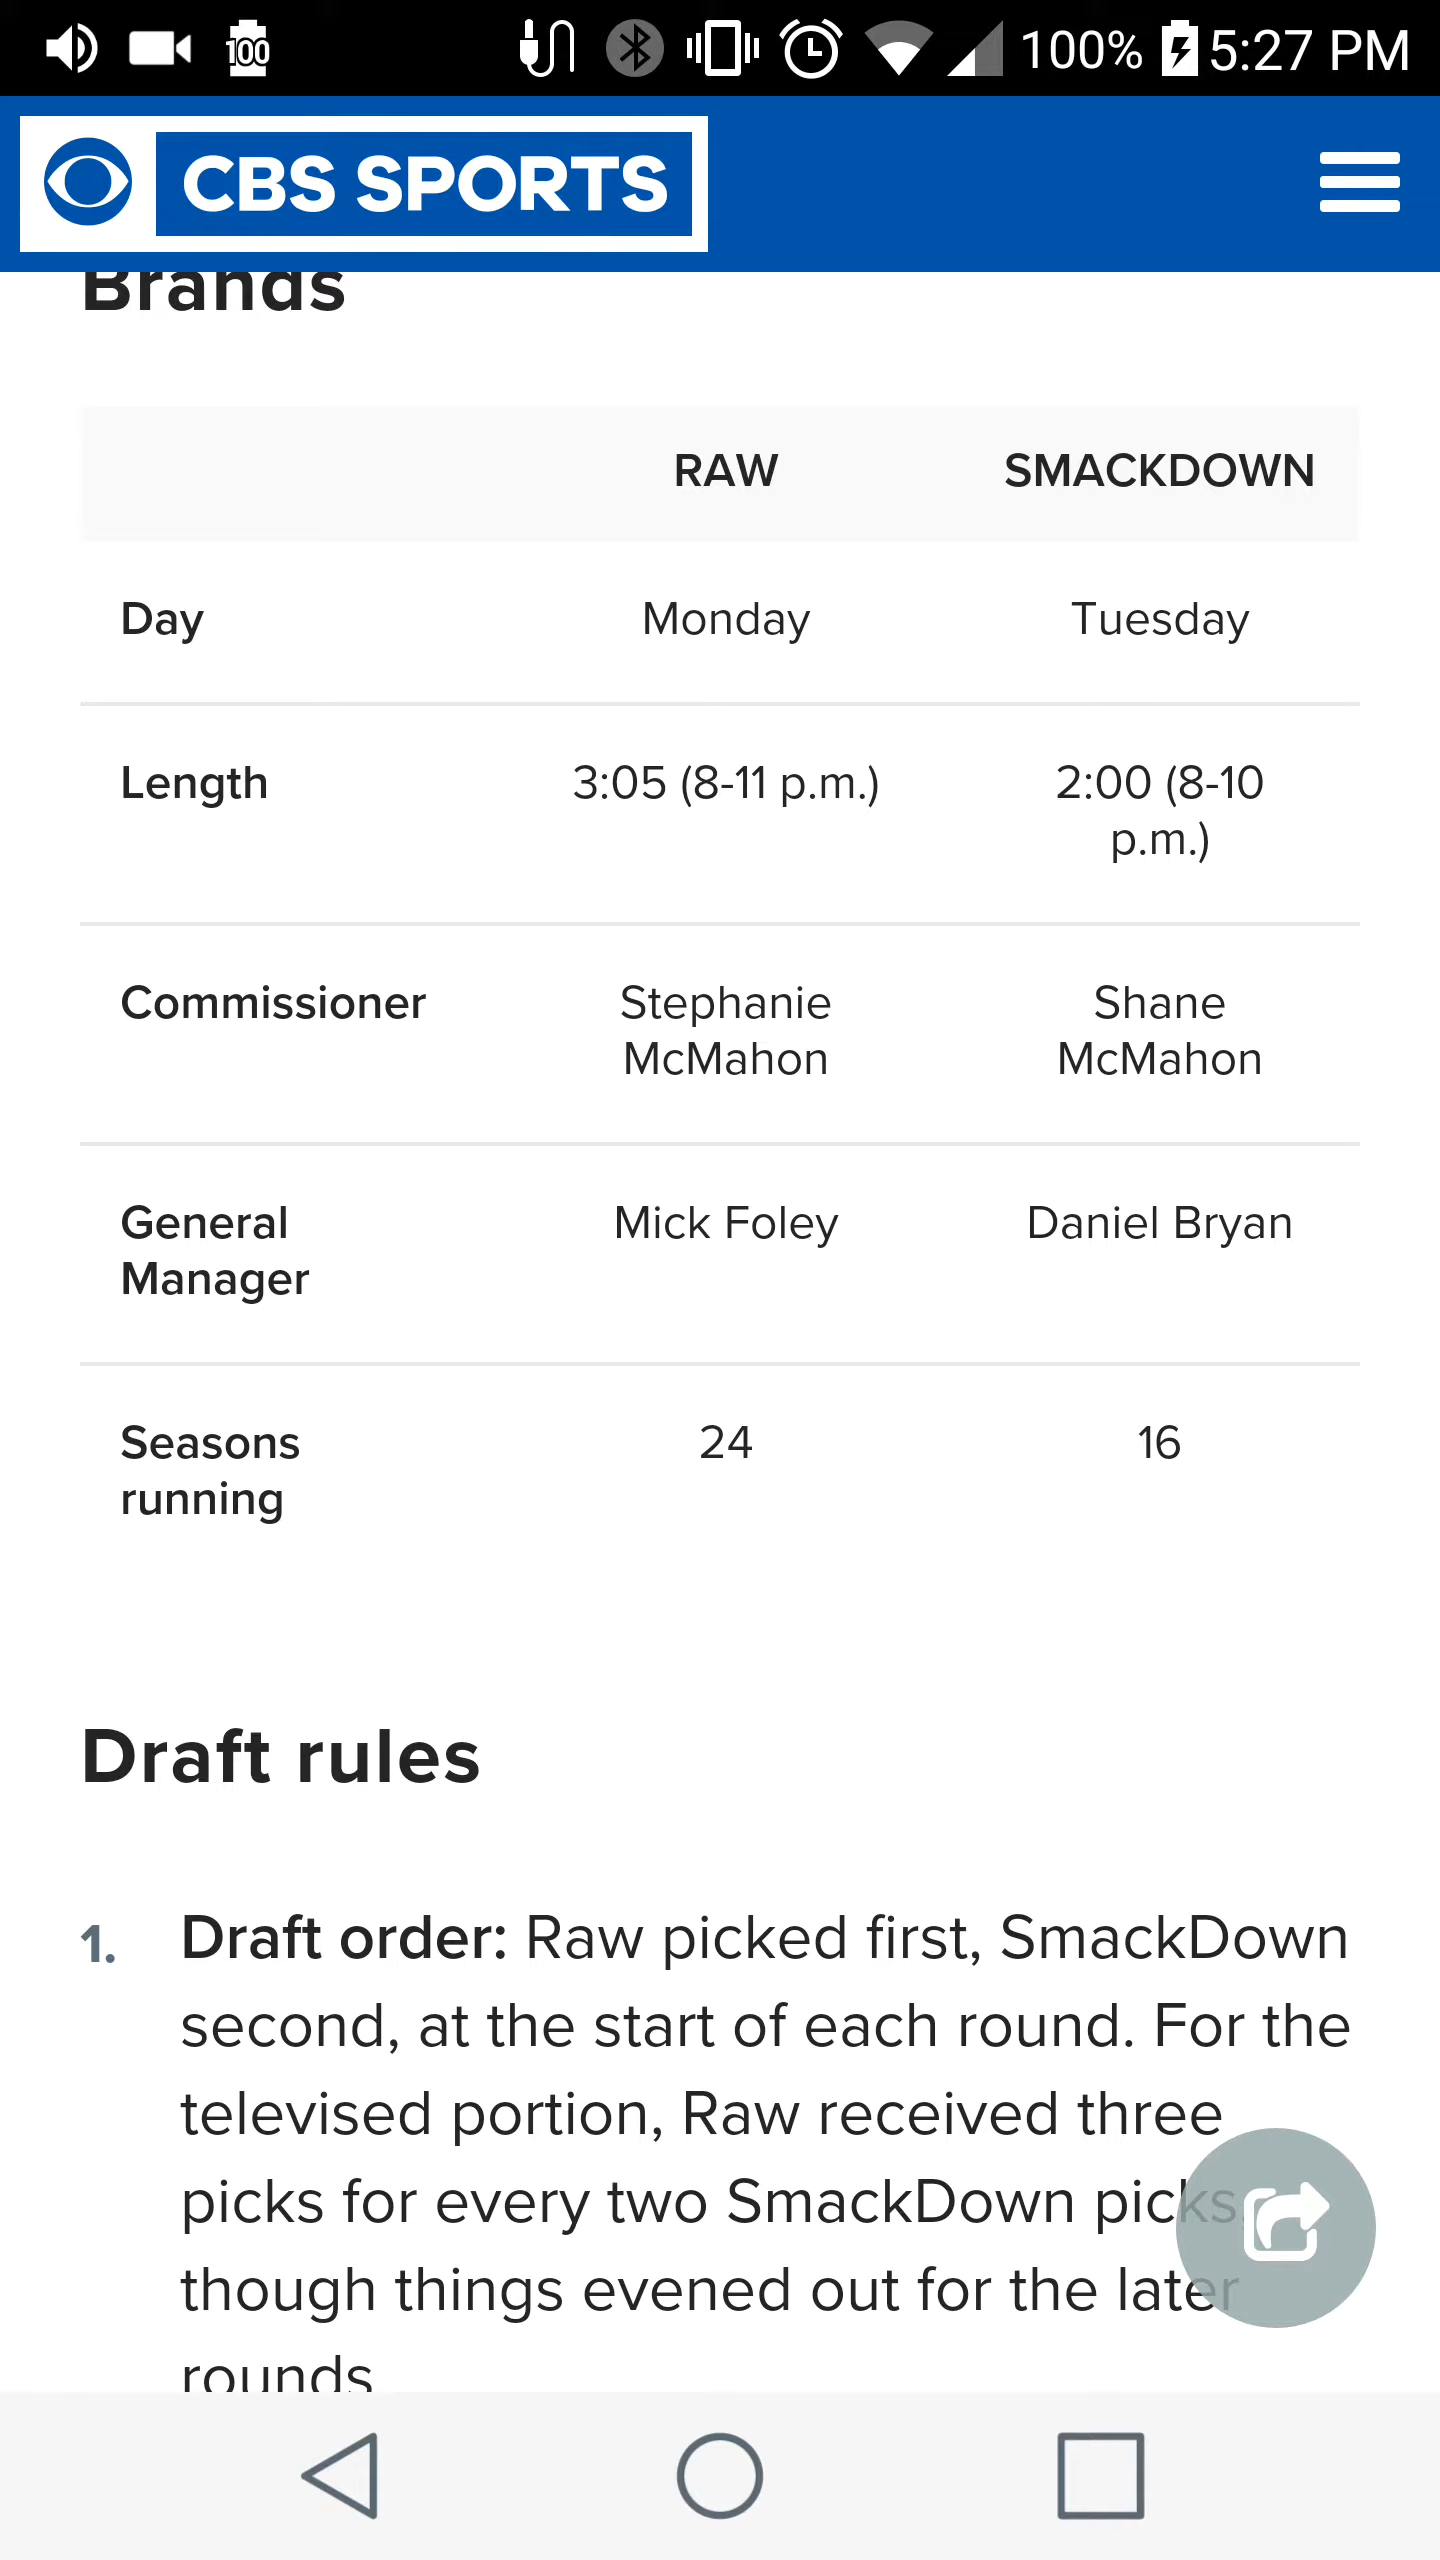 100
100%
5:27 PM
CBS SPORTS
Brands
RAW SMACKDOWN
Day Monday Tuesday
Length 3:05 (8-11 p.m.) 2:00 (8-10
p.m.)
Commissioner Stephanie Shane
McMahon McMahon
General Mick Foley Daniel Bryan
Manager
Seasons 24 16
running
Draft rules
1. Draft order: Raw picked first, SmackDown
second, at the start of each round. For the
televised portion, Raw received three
picks for every two SmackDown picks,
though things evened out for the later
rounds